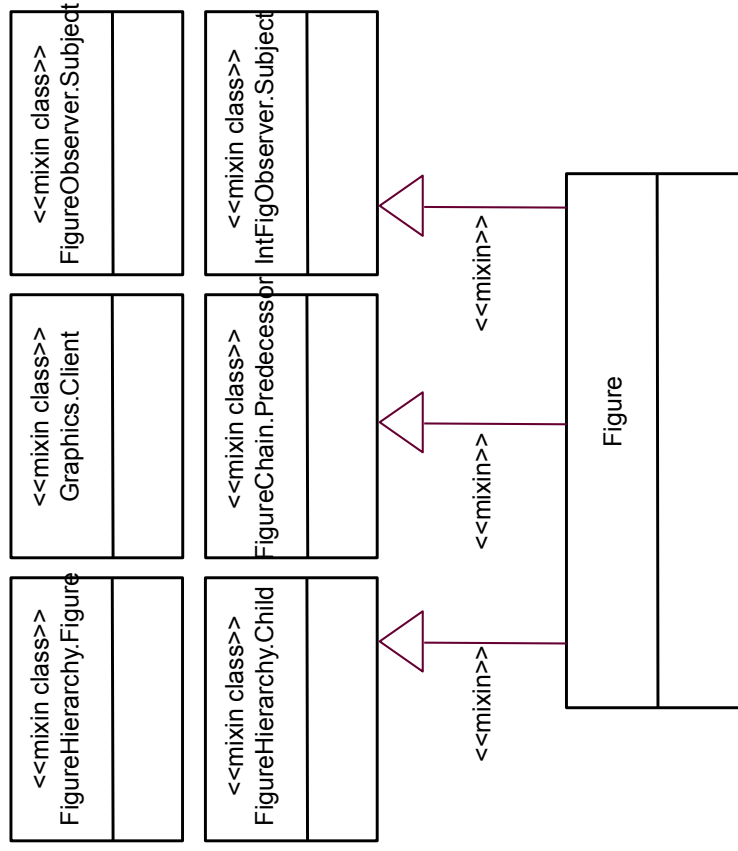 <<mixin class>>
FigureHierarchy.Figure
<<mixin class>>
Graphics.Client
<<mixin class>>
FigureObserver.Subject
<<mixin class>>
FigureHierarchy.Child
<<mixin class>>
FigureChain.Predecessor
<<mixin class>>
IntFigObserver.Subject
<<mixin>>
<<mixin>>
<<mixin>>
Figure